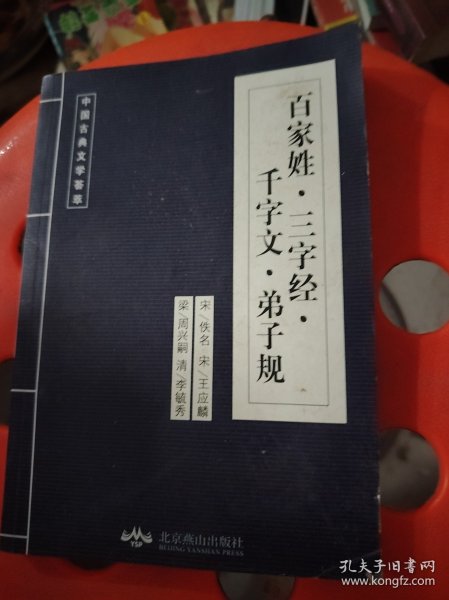 百家姓·三字经·
千字文·弟子规
中国古典文学荟萃
宋/佚名 宋/王应麟
梁/周兴嗣 清/李毓秀
YSP
北京燕山出版社
BEIJING YANSHAN PRESS
孔夫子旧书网
www.kongfz.com